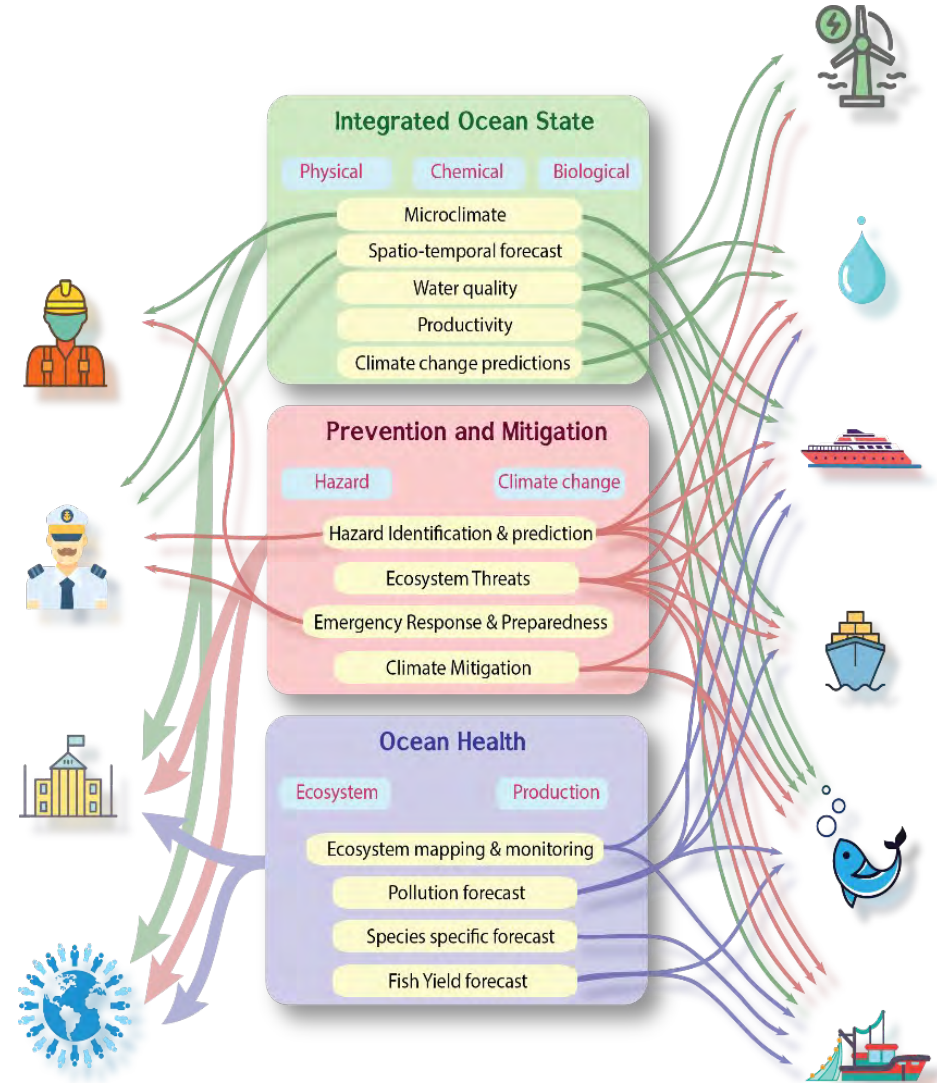 Integrated Ocean State
Physical
Chemical
Biological
Microclimate
Spatio-temporal forecast
Water quality
Productivity
Climate change predictions
Prevention and Mitigation
Hazard
Climate change
Hazard Identification & prediction
Ecosystem Threats
Emergency Response & Preparedness
Climate Mitigation
Ocean Health
Ecosystem
Production
Ecosystem mapping & monitoring
Pollution forecast
Species specific forecast
Fish Yield forecast